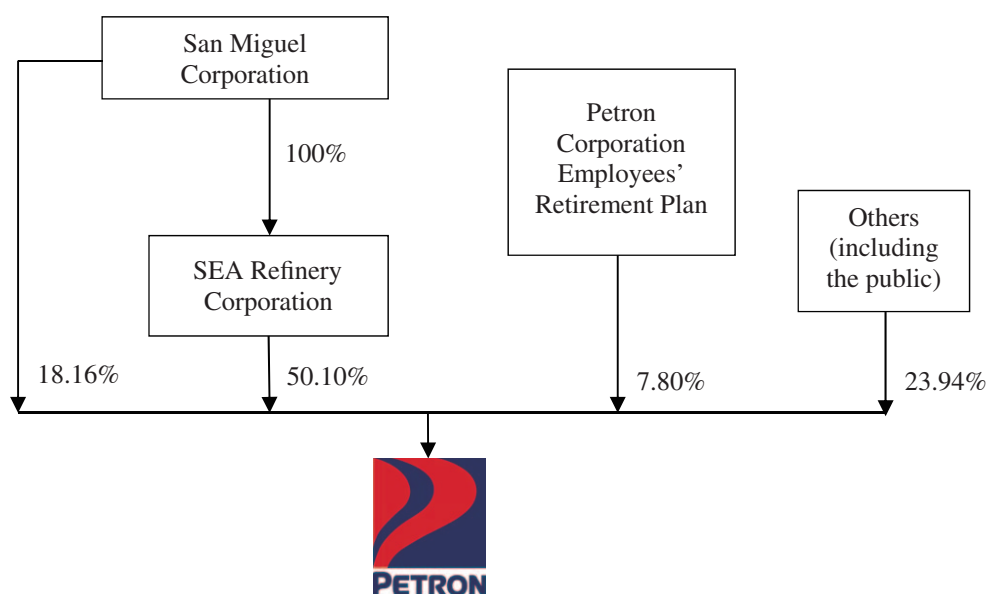 San Miguel
Corporation
100%
Petron
Corporation
Employees’
Retirement Plan
Others
(including
the public)
SEA Refinery
Corporation
18.16%
50.10%
7.80%
23.94%
PETRON